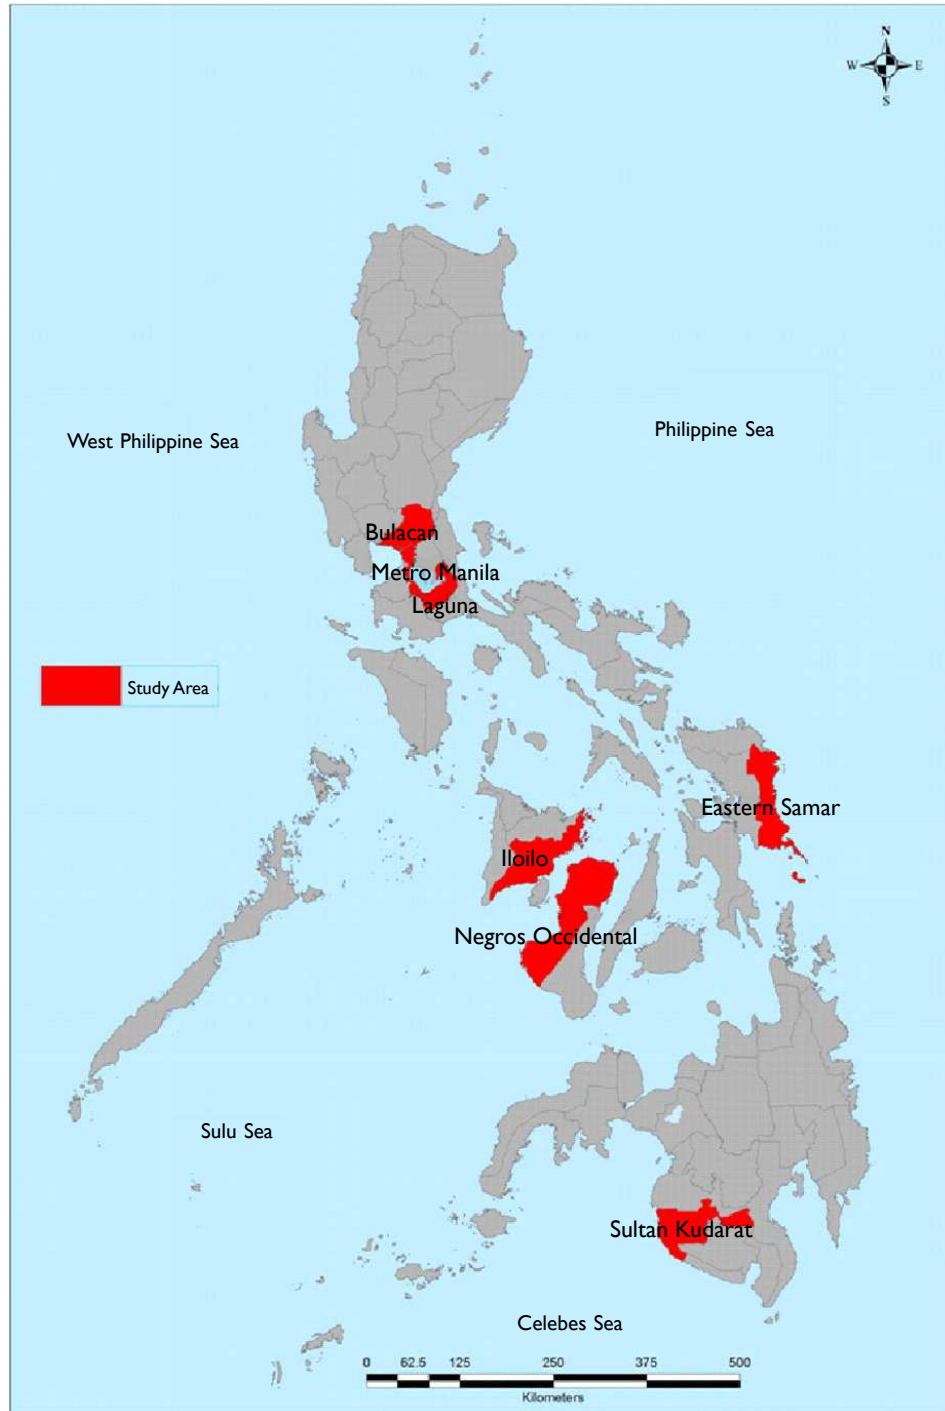 N
W E
S
West Philippine Sea
Philippine Sea
Bulacan
Metro Manila
Laguna
Study Area
Eastern Samar
Iloilo
Negros Occidental
Sulu Sea
Sultan Kudarat
Celebes Sea
0 62.5 125 250 375 500
Kilometers